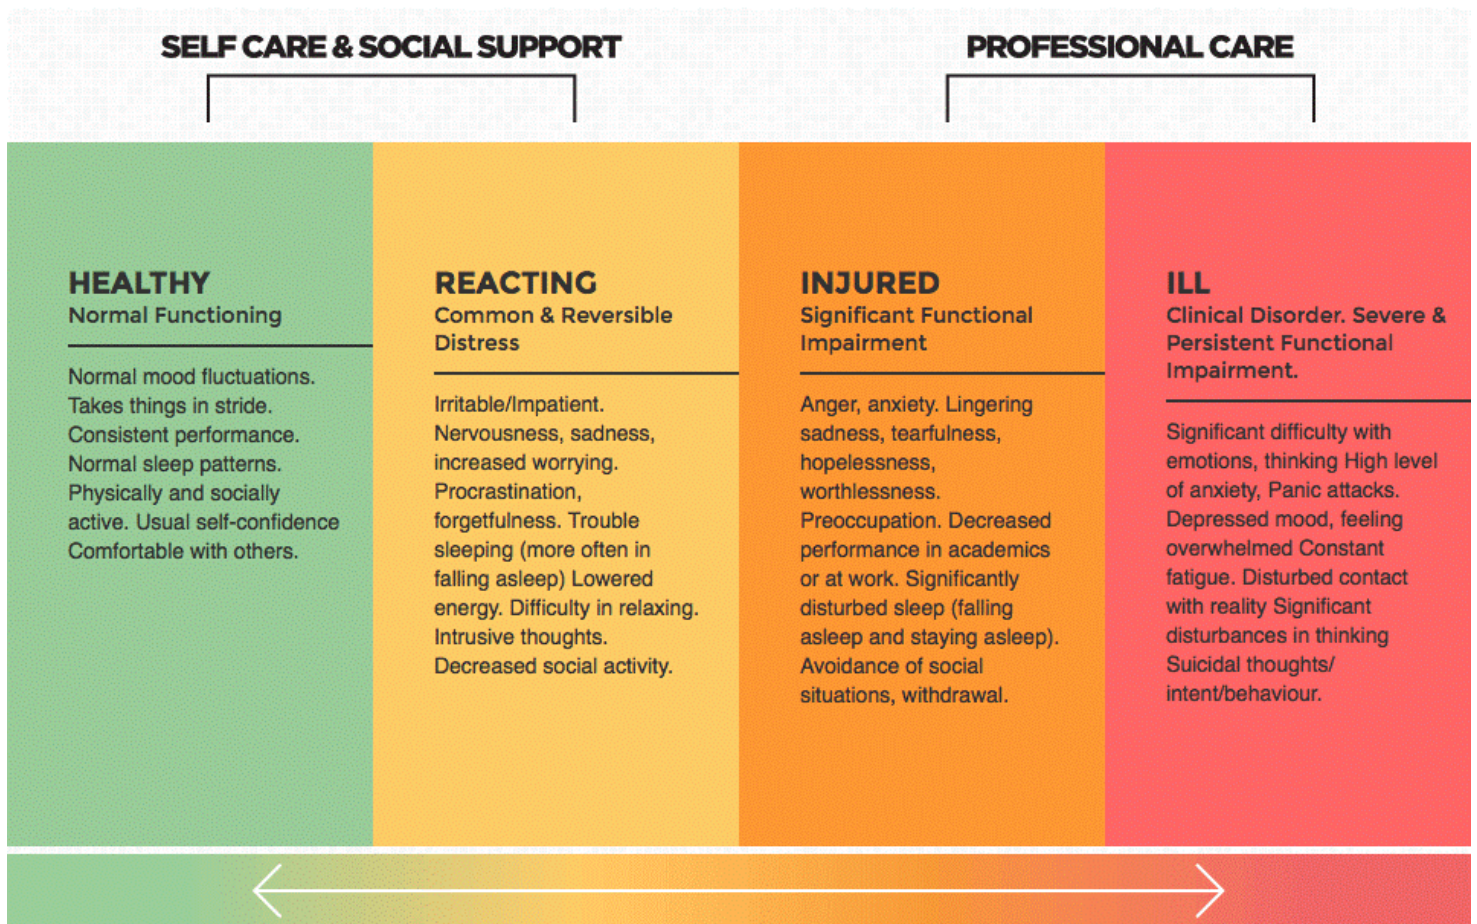 SELF CARE & SOCIAL SUPPORT
PROFESSIONAL CARE
HEALTHY
Normal Functioning
Normal mood fluctuations.
Takes things in stride.
Consistent performance.
Normal sleep patterns.
Physically and socially
active. Usual self-confidence
Comfortable with others.
REACTING
Common & Reversible
Distress
Irritable/Impatient.
Nervousness, sadness,
increased worrying.
Procrastination,
forgetfulness. Trouble
sleeping (more often in
falling asleep) Lowered
energy. Difficulty in relaxing.
Intrusive thoughts.
Decreased social activity.
INJURED
Significant Functional
Impairment
Anger, anxiety. Lingering
sadness, tearfulness,
hopelessness,
worthlessness.
Preoccupation. Decreased
performance in academics
or at work. Significantly
disturbed sleep (falling
asleep and staying asleep).
Avoidance of social
situations, withdrawal.
ILL
Clinical Disorder. Severe &
Persistent Functional
Impairment.
Significant difficulty with
emotions, thinking High level
of anxiety, Panic attacks.
Depressed mood, feeling
overwhelmed Constant
fatigue. Disturbed contact
with reality Significant
disturbances in thinking
Suicidal thoughts/
intent/behaviour.